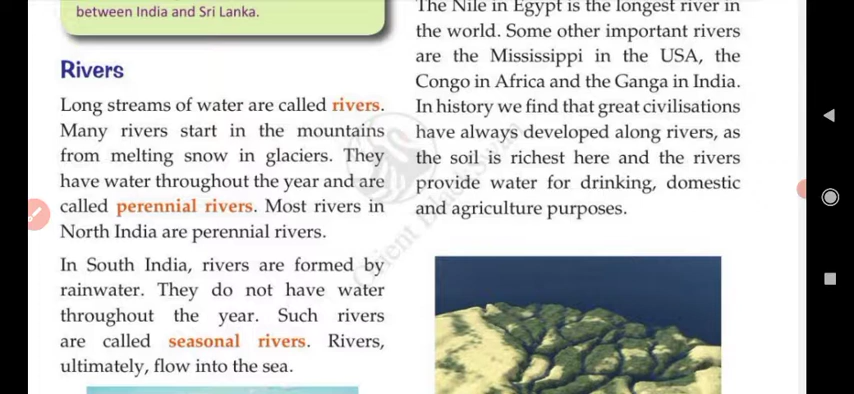 between India and Sri Lanka.
Rivers
Long streams of water are called rivers.
Many rivers start in the mountains
from melting snow in glaciers. They
have water throughout the year and are
called perennial rivers. Most rivers in
North India are perennial rivers.
In South India, rivers are formed by
rainwater. They do not have water
throughout the year. Such rivers
are called seasonal rivers. Rivers,
ultimately, flow into the sea.
The Nile in Egypt is the longest river in
the world. Some other important rivers
are the Mississippi in the USA, the
Congo in Africa and the Ganga in India.
In history we find that great civilisations
have always developed along rivers, as
the soil is richest here and the rivers
provide water for drinking, domestic
and agriculture purposes.
Orient BlackSwan